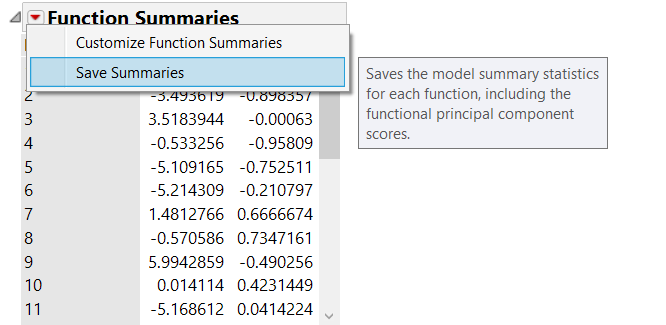 Function Summaries
Customize Function Summaries
Save Summaries
Saves the model summary statistics
for each function, including the
functional principal component
scores.
2 -3.493619 -0.898357
3 3.5183944 -0.00063
4 -0.533256 -0.95809
5 -5.109165 -0.752511
6 -5.214309 -0.210797
7 1.4812766 0.6666674
8 -0.570586 0.7347161
9 5.9942859 -0.490256
10 0.014114 0.4231449
11 -5.168612 0.0414224